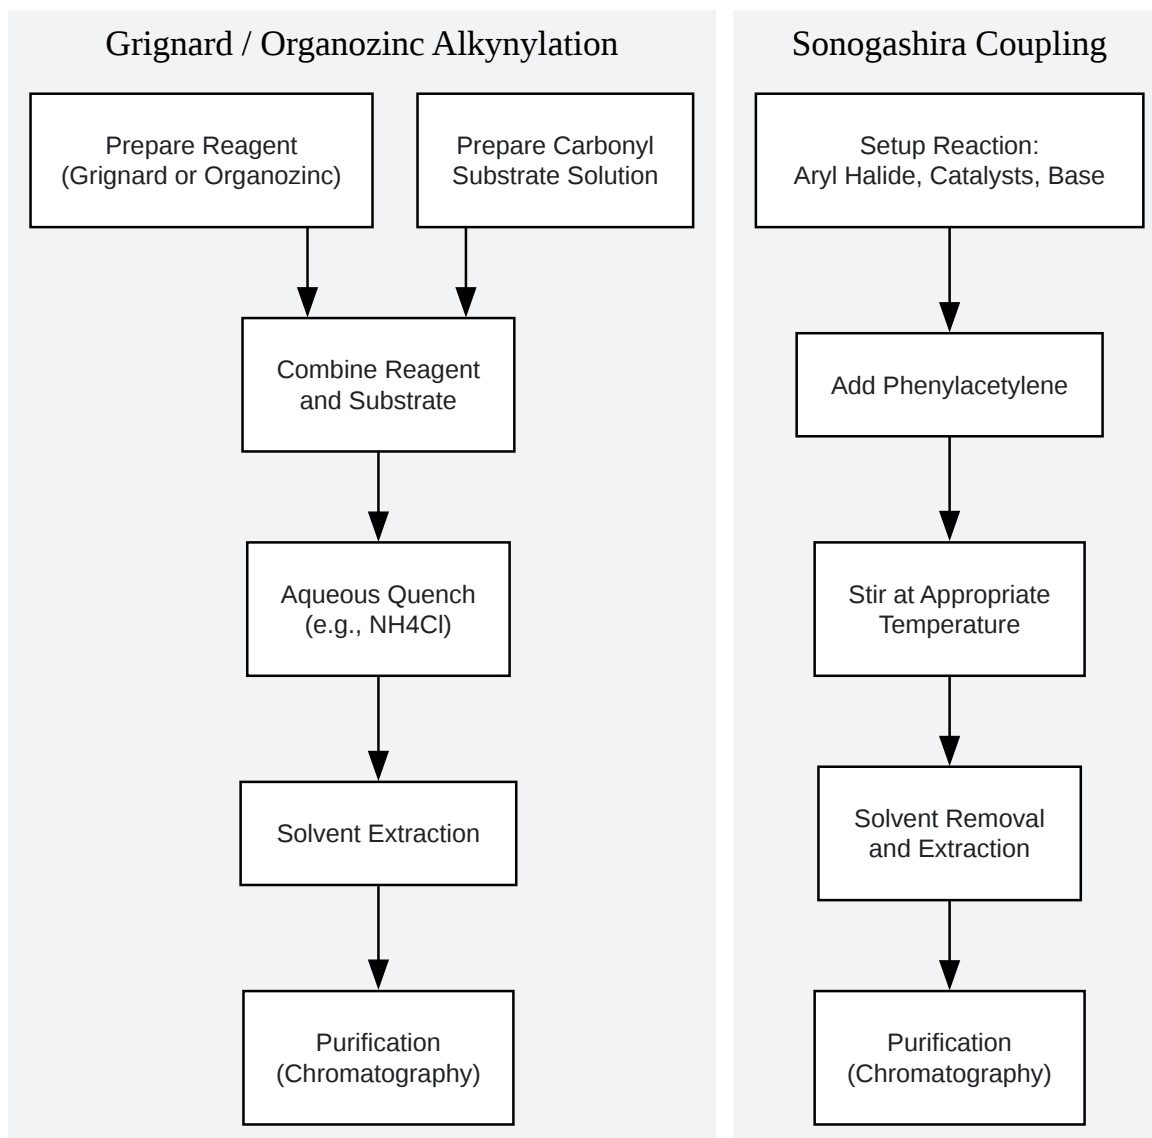 Grignard / Organozinc Alkynylation
Prepare Reagent
(Grignard or Organozinc)
Prepare Carbonyl
Substrate Solution
Combine Reagent
and Substrate
Aqueous Quench
(e.g., NH4Cl)
Solvent Extraction
Purification
(Chromatography)
Sonogashira Coupling
Setup Reaction:
Aryl Halide, Catalysts, Base
Add Phenylacetylene
Stir at Appropriate
Temperature
Solvent Removal
and Extraction
Purification
(Chromatography)